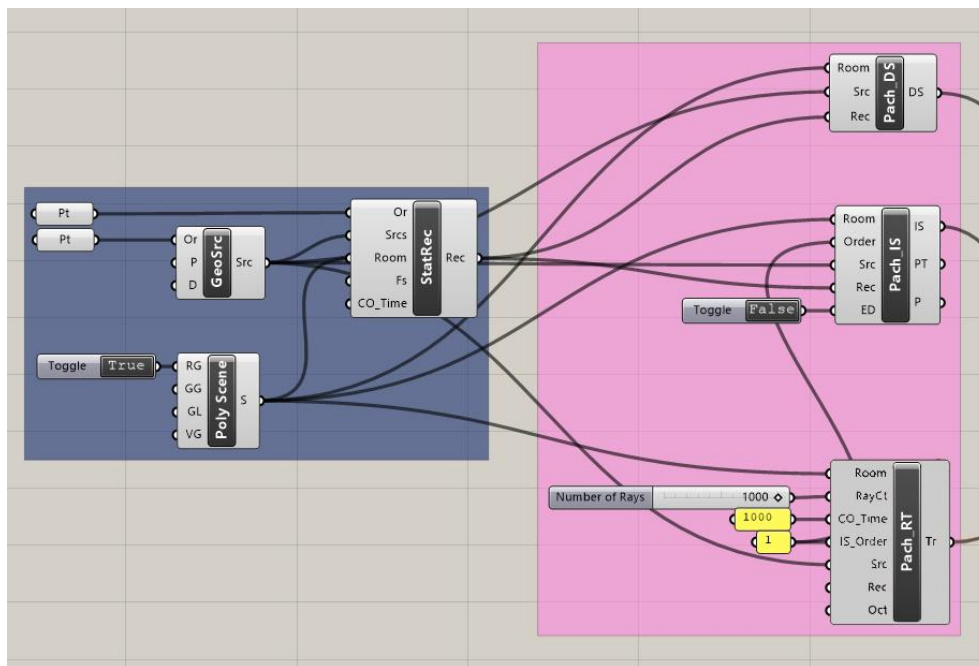 Pt
Pt
Or
P
D
GeoSrc
Src
Or
Srcs
Room
Fs
CO_Time
StatRec
Rec
Toggle True
RG
GG
GL
VG
Poly Scene
S
Room
Src
Rec
Pach_DS
DS
Room
Order
Src
Rec
ED
Pach_IS
IS
PT
P
Toggle False
Number of Rays 1000
1000
1
Room
RayCt
CO_Time
IS_Order
Src
Rec
Oct
Pach_RT
Tr